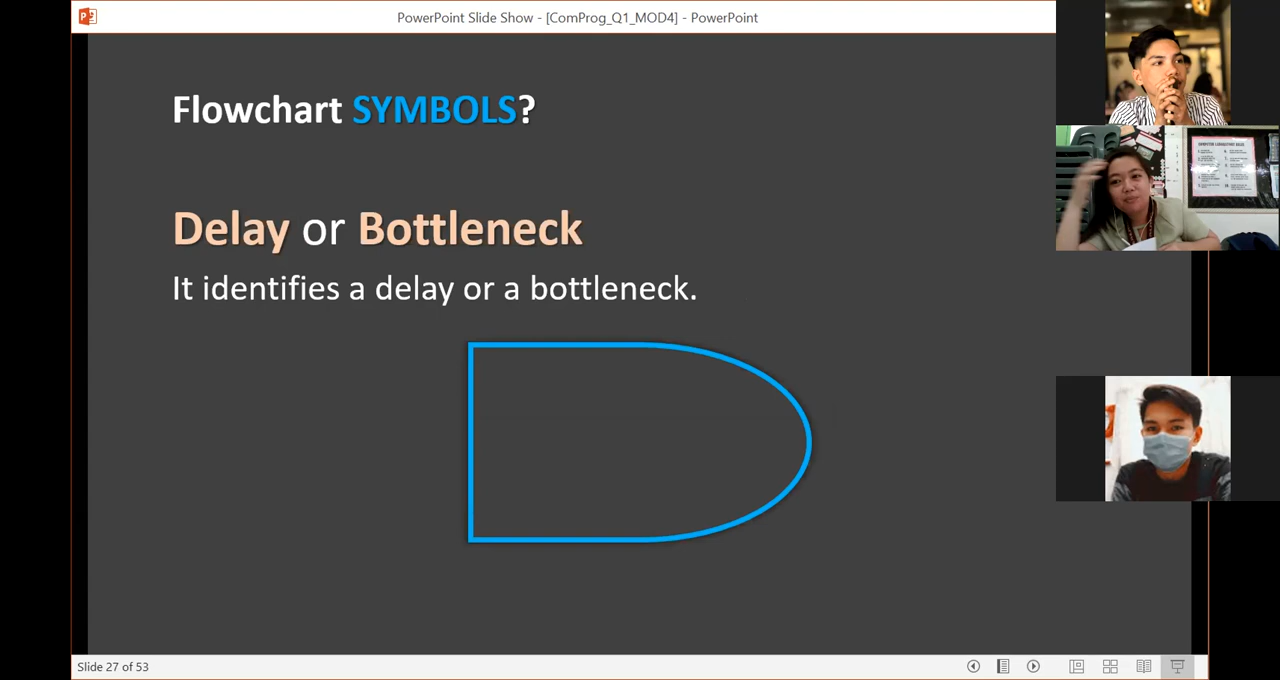 PowerPoint Slide Show - [ComProg_Q1_MOD4] - PowerPoint
Flowchart SYMBOLS?
Delay or Bottleneck
It identifies a delay or a bottleneck.
Slide 27 of 53